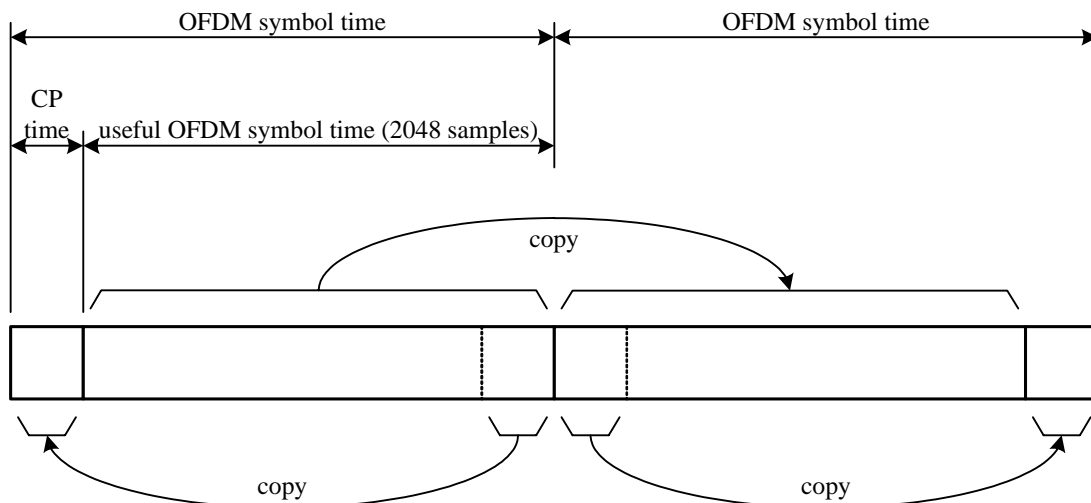 OFDM symbol time
OFDM symbol time
CP
time
useful OFDM symbol time (2048 samples)
copy
copy
copy